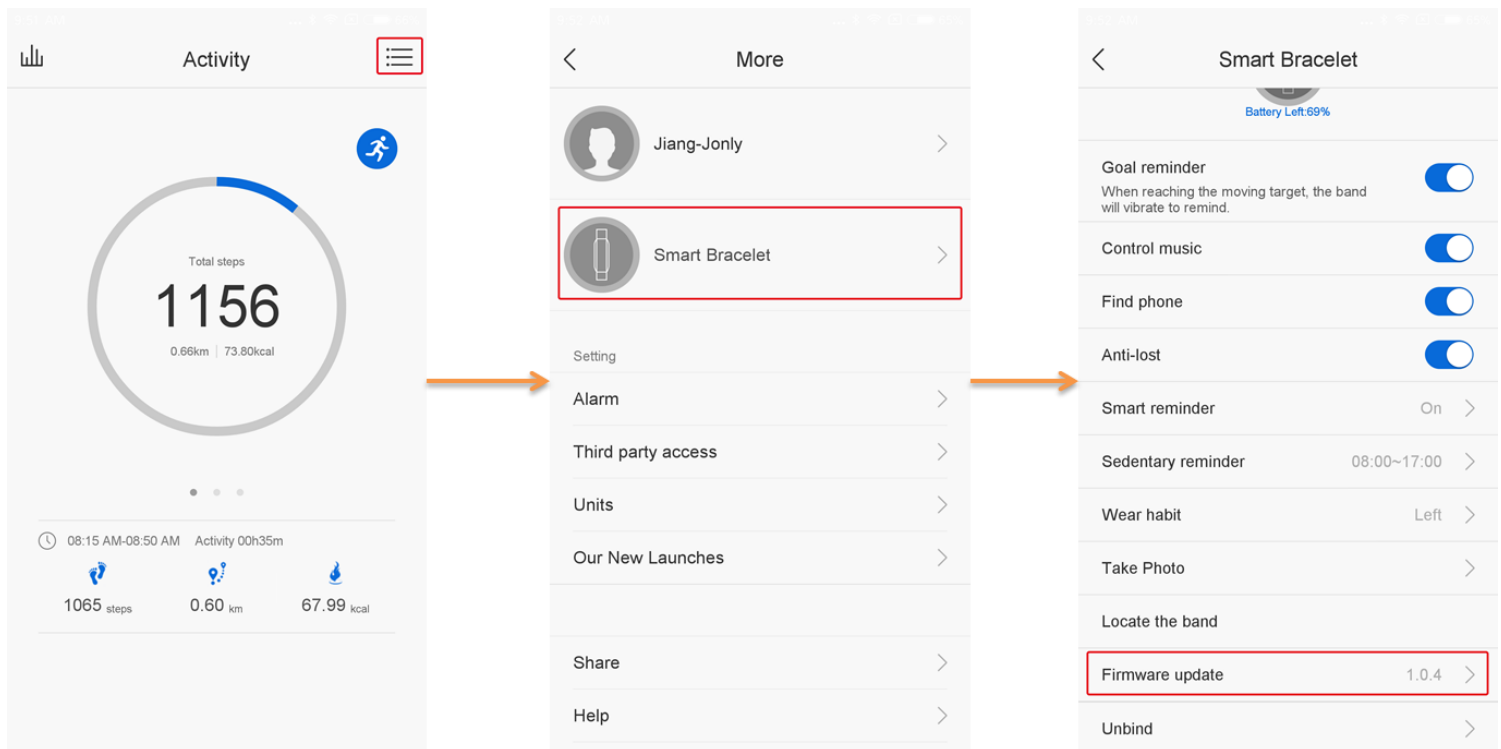 Activity
Total steps
1156
0.66km | 73.80kcal
08:15 AM-08:50 AM Activity 00h35m
1065 steps 0.60 km 67.99 kcal
More
Jiang-Jonly
Smart Bracelet
Setting
Alarm
Third party access
Units
Our New Launches
Share
Help
Smart Bracelet
Battery Left:69%
Goal reminder
When reaching the moving target, the band
will vibrate to remind.
Control music
Find phone
Anti-lost
Smart reminder On
Sedentary reminder 08:00~17:00
Wear habit Left
Take Photo
Locate the band
Firmware update 1.0.4
Unbind